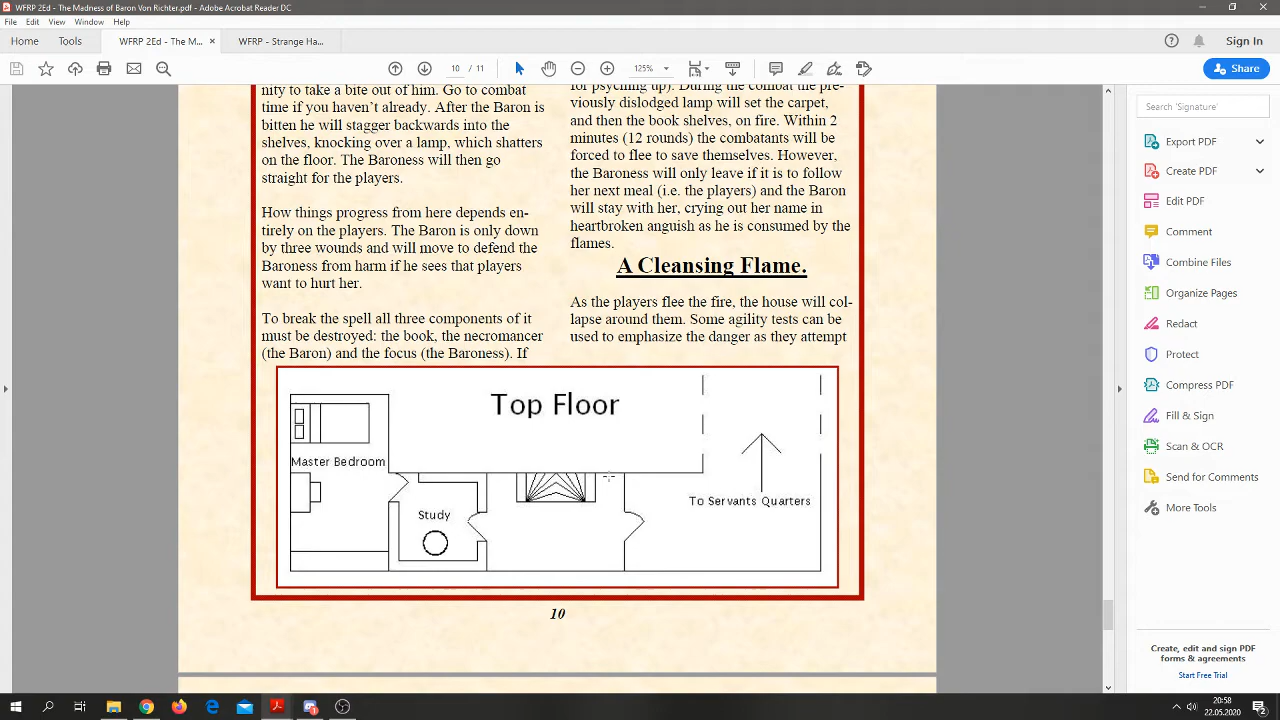 WFRP 2Ed - The Madness of Baron Von Richter.pdf - Adobe Acrobat Reader DC
File Edit View Window Help
Home Tools WFRP 2Ed - The M... × WFRP - Strange Ha... Sign In
10 / 11 125% Share
nity to take a bite out of him. Go to combat
time if you haven't already. After the Baron is
bitten he will stagger backwards into the
shelves, knocking over a lamp, which shatters
on the floor. The Baroness will then go
straight for the players.
How things progress from here depends en-
tirely on the players. The Baron is only down
by three wounds and will move to defend the
Baroness from harm if he sees that players
want to hurt her.
To break the spell all three components of it
must be destroyed: the book, the necromancer
(the Baron) and the focus (the Baroness). If
for psyching up). During the combat the pre-
viously dislodged lamp will set the carpet,
and then the book shelves, on fire. Within 2
minutes (12 rounds) the combatants will be
forced to flee to save themselves. However,
the Baroness will only leave if it is to follow
her next meal (i.e. the players) and the Baron
will stay with her, crying out her name in
heartbroken anguish as he is consumed by the
flames.
A Cleansing Flame.
As the players flee the fire, the house will col-
lapse around them. Some agility tests can be
used to emphasize the danger as they attempt
Top Floor
Master Bedroom
Study
To Servants Quarters
10
Search 'Signature'
Export PDF
Create PDF
Edit PDF
Comment
Combine Files
Organize Pages
Redact
Protect
Compress PDF
Fill & Sign
Scan & OCR
Send for Comments
More Tools
Create, edit and sign PDF
forms & agreements
Start Free Trial
20:58
22.05.2020